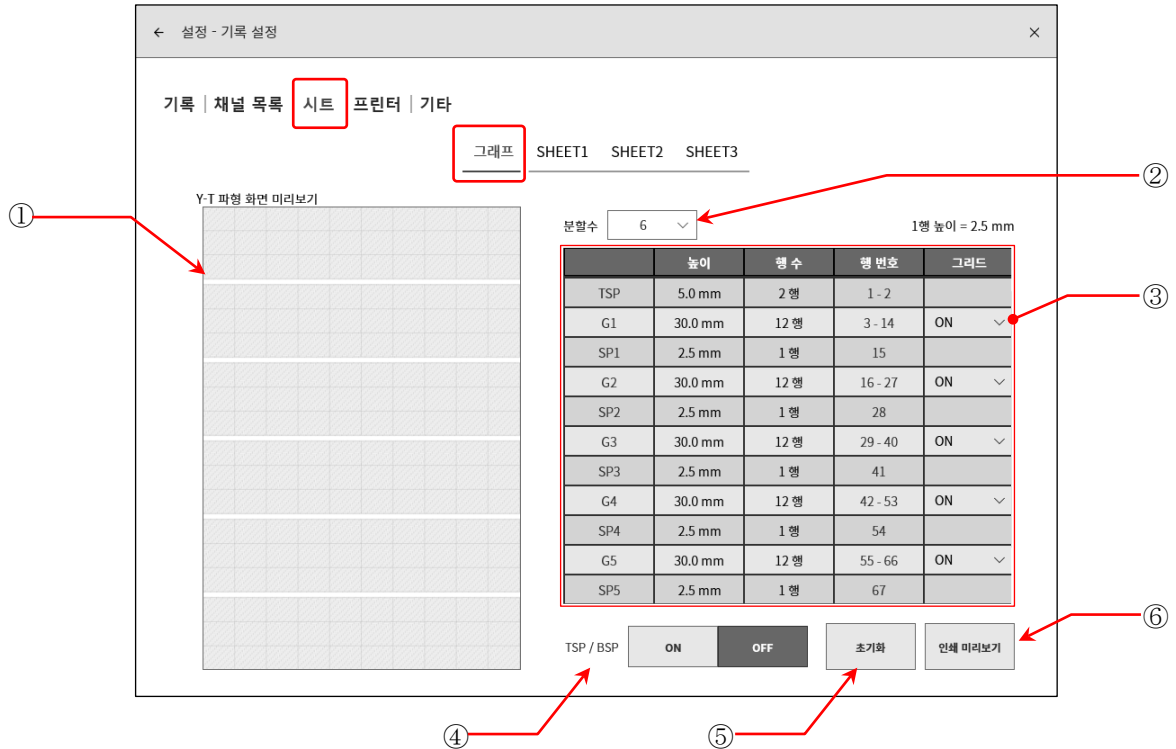 ← 설정 - 기록 설정 ×
기록 | 채널 목록 시트 프린터 | 기타
그래프 SHEET1 SHEET2 SHEET3
②
Y-T 파형 화면 미리보기
①
분할수 6 1행 높이 = 2.5 mm
높이 행 수 행 번호 그리드
TSP 5.0 mm 2 행 1 - 2
③
G1 30.0 mm 12 행 3 - 14 ON
SP1 2.5 mm 1 행 15
G2 30.0 mm 12 행 16 - 27 ON
SP2 2.5 mm 1 행 28
G3 30.0 mm 12 행 29 - 40 ON
SP3 2.5 mm 1 행 41
G4 30.0 mm 12 행 42 - 53 ON
SP4 2.5 mm 1 행 54
G5 30.0 mm 12 행 55 - 66 ON
SP5 2.5 mm 1 행 67
⑥
TSP / BSP ON OFF 초기화 인쇄 미리보기
④ ⑤